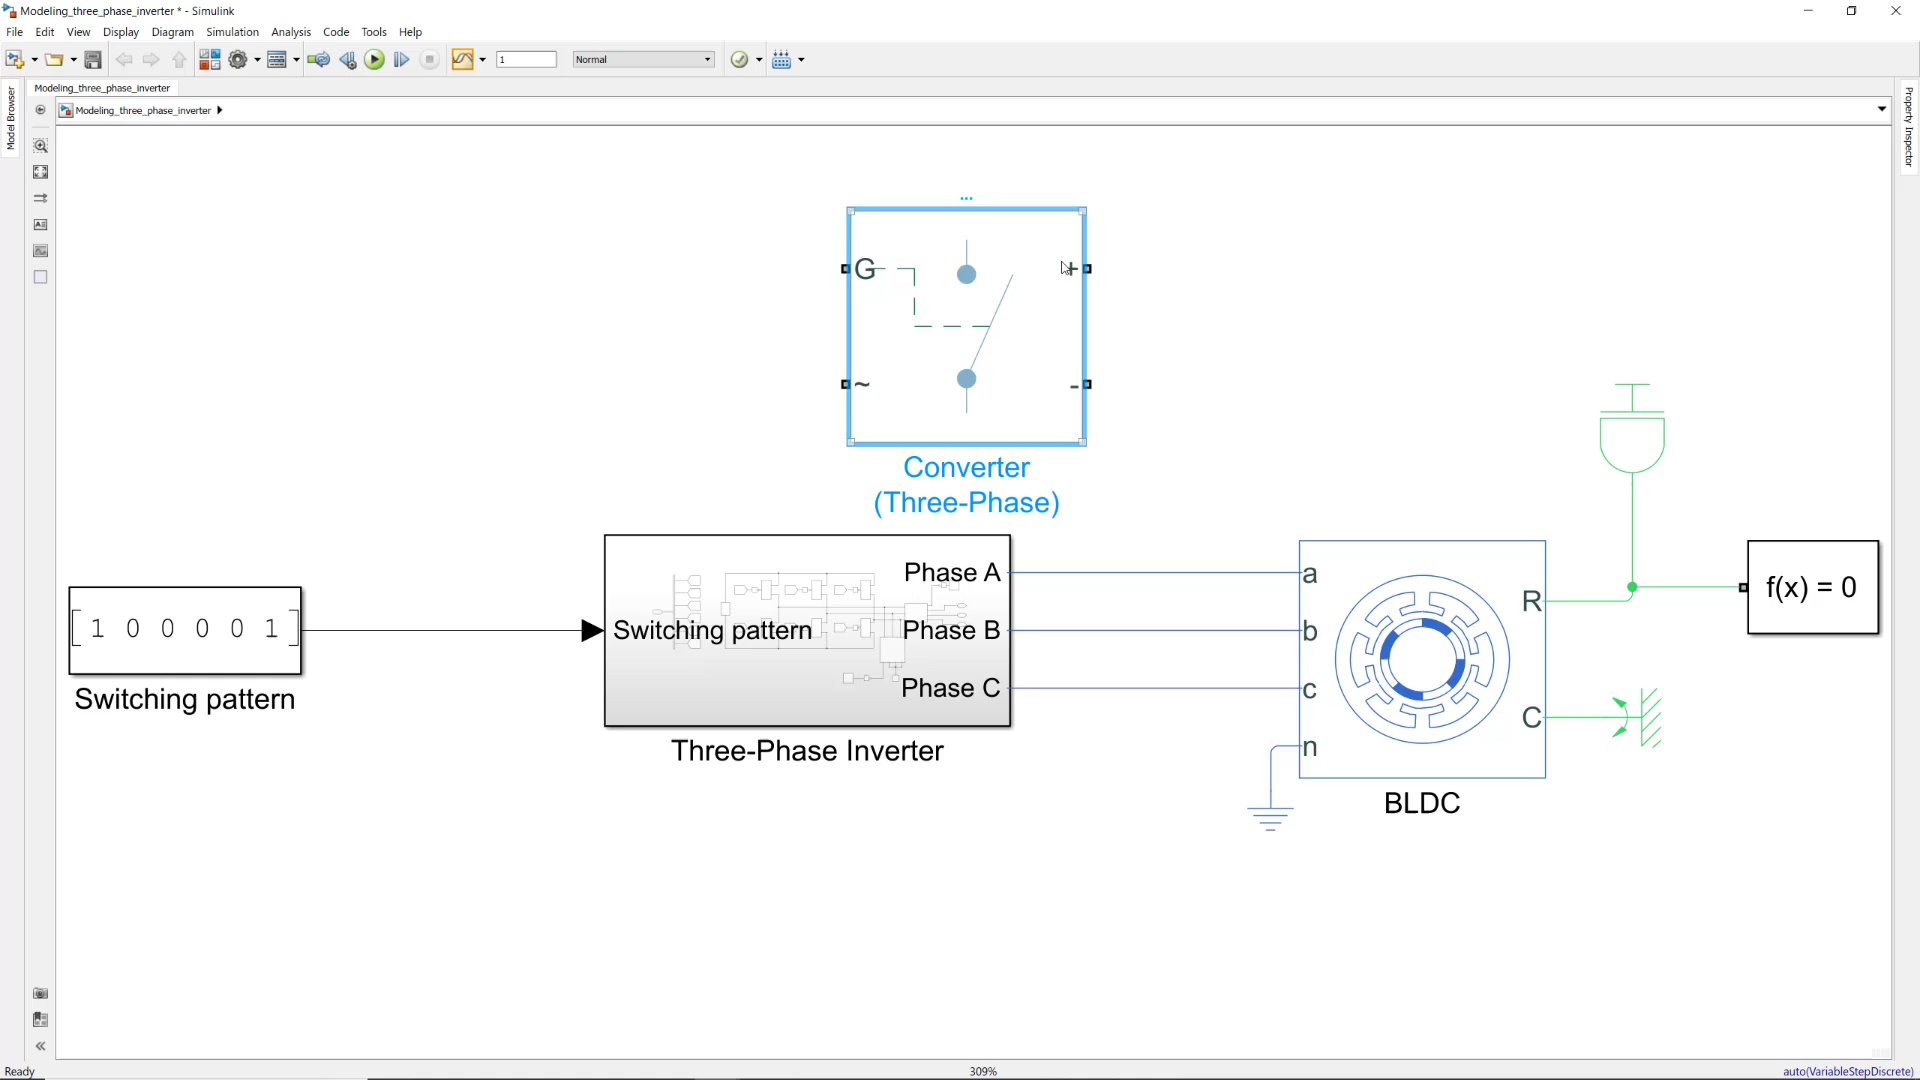 Modeling_three_phase_inverter * - Simulink
File Edit View Display Diagram Simulation Analysis Code Tools Help
1 Normal
Model Browser
Modeling_three_phase_inverter
Modeling_three_phase_inverter
Property Inspector
...
G +
~ -
Converter
(Three-Phase)
[ 1 0 0 0 0 1 ]
Switching pattern
Switching pattern
Phase A
Phase B
Phase C
Three-Phase Inverter
a
b
c
n
R
C
BLDC
f(x) = 0
Ready 309% auto(VariableStepDiscrete)